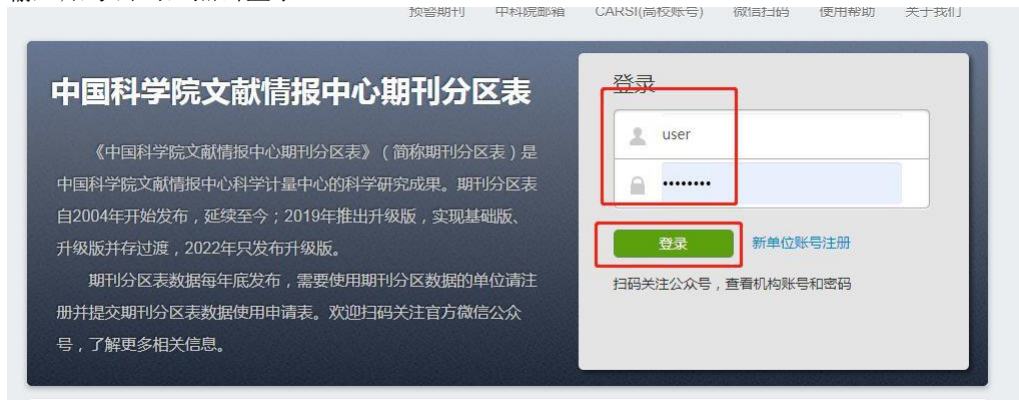 预警期刊 中科院邮箱 CARSI(高校账号) 微信扫码 使用帮助 关于我们
中国科学院文献情报中心期刊分区表
《中国科学院文献情报中心期刊分区表》(简称期刊分区表)是
中国科学院文献情报中心科学计量中心的科学研究成果。期刊分区表
自2004年开始发布,延续至今;2019年推出升级版,实现基础版、
升级版并存过渡,2022年只发布升级版。
期刊分区表数据每年底发布,需要使用期刊分区数据的单位请注
册并提交期刊分区表数据使用申请表。欢迎扫码关注官方微信公众
号,了解更多相关信息。
登录
user
••••••••
登录 新单位账号注册
扫码关注公众号,查看机构账号和密码